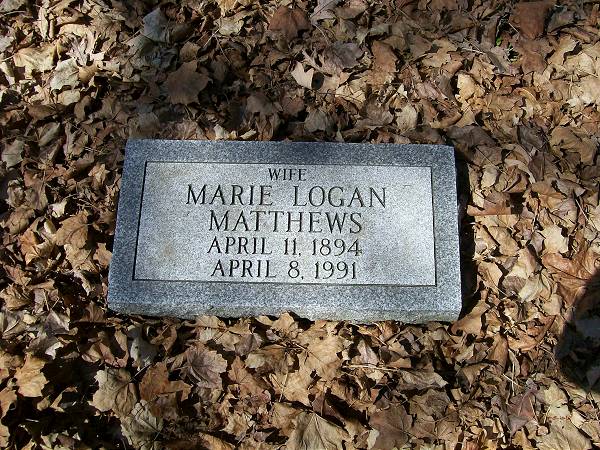 WIFE
MARIE LOGAN
MATTHEWS
APRIL 11, 1894
APRIL 8, 1991